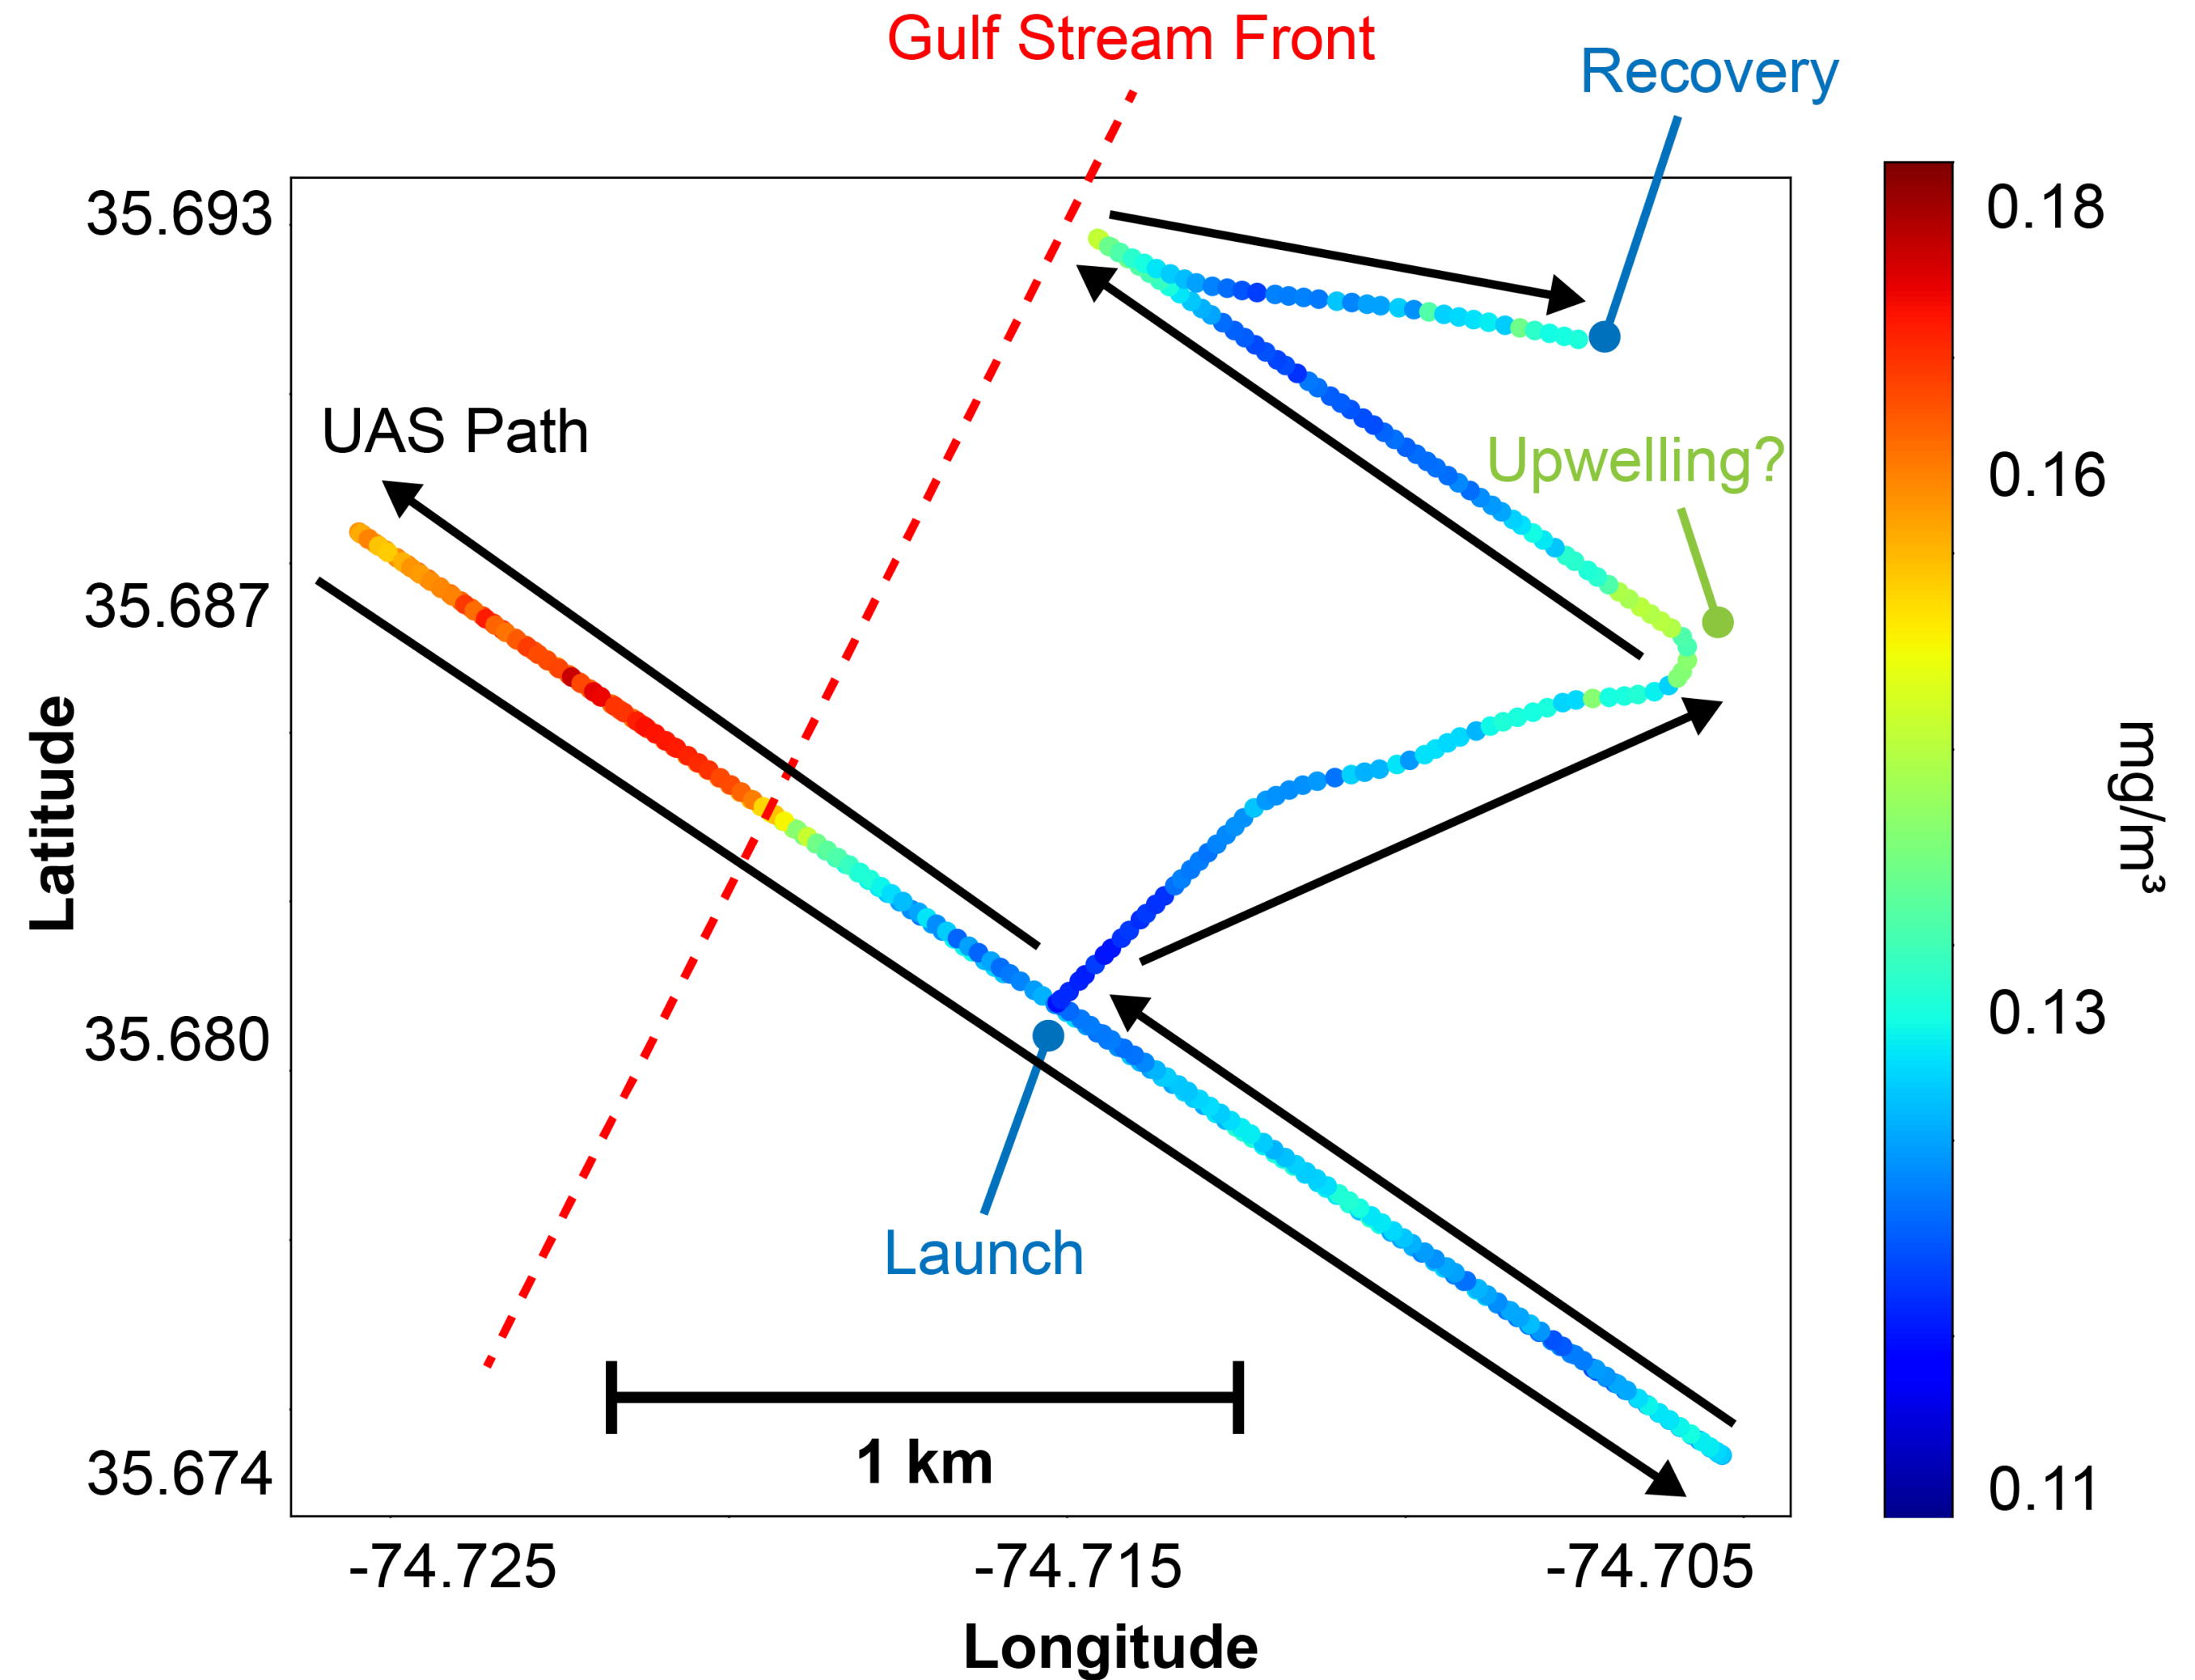 Gulf Stream Front
Recovery
35.693
0.18
UAS Path
Upwelling?
0.16
35.687
Latitude
mg/m³
35.680
0.13
Launch
1 km
35.674
0.11
-74.725
-74.715
-74.705
Longitude